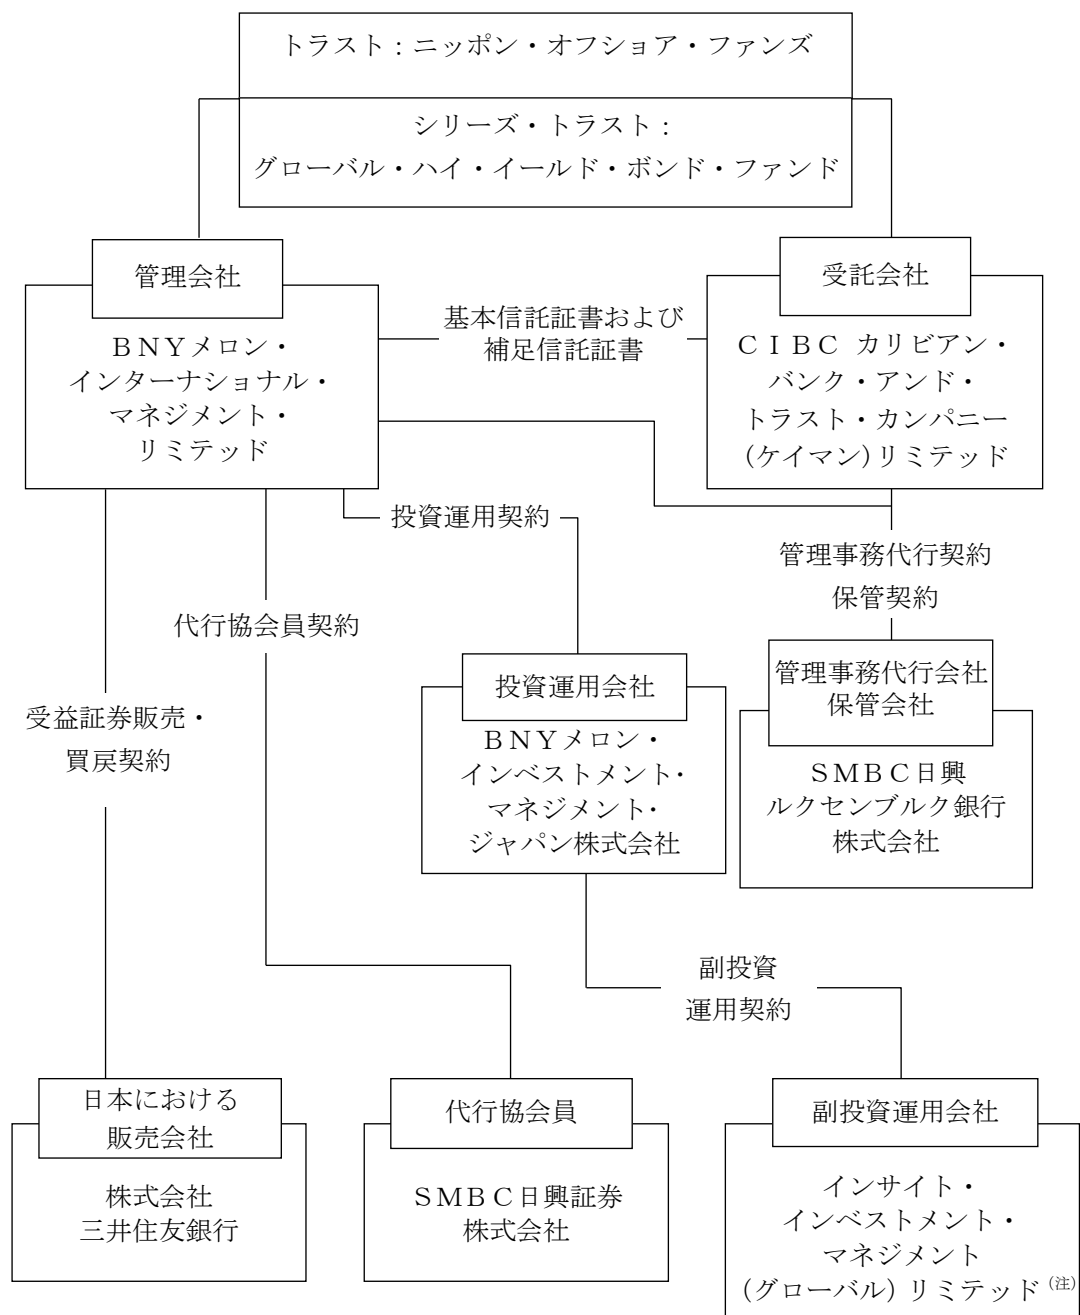 トラスト：ニッポン・オフショア・ファンズ
シリーズ・トラスト：
グローバル・ハイ・イールド・ボンド・ファンド
管理会社
ＢＮＹメロン・
インターナショナル・
マネジメント・
リミテッド
基本信託証書および
補足信託証書
受託会社
ＣＩＢＣ カリビアン・
バンク・アンド・
トラスト・カンパニー
（ケイマン）リミテッド
投資運用契約
管理事務代行契約
保管契約
代行協会員契約
受益証券販売・
買戻契約
投資運用会社
ＢＮＹメロン・
インベストメント・
マネジメント・
ジャパン株式会社
管理事務代行会社
保管会社
ＳＭＢＣ日興
ルクセンブルク銀行
株式会社
副投資
運用契約
日本における
販売会社
株式会社
三井住友銀行
代行協会員
ＳＭＢＣ日興証券
株式会社
副投資運用会社
インサイト・
インベストメント・
マネジメント
（グローバル）リミテッド（注）